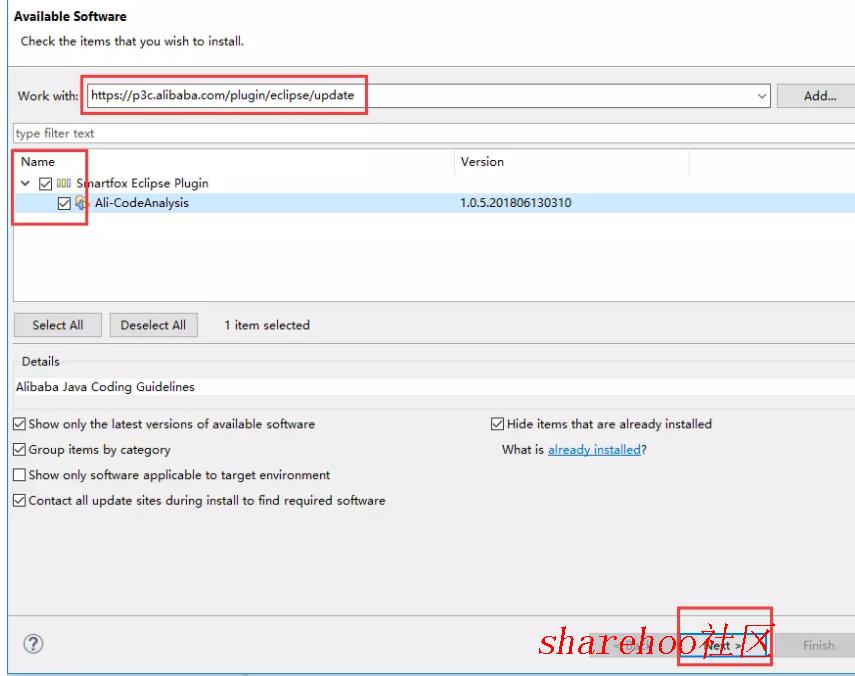 Available Software
Check the items that you wish to install.
Work with: https://p3c.alibaba.com/plugin/eclipse/update Add...
type filter text
Name Version
Smartfox Eclipse Plugin
Ali-CodeAnalysis 1.0.5.201806130310
Select All Deselect All 1 item selected
Details
Alibaba Java Coding Guidelines
Show only the latest versions of available software Hide items that are already installed
Group items by category What is already installed?
Show only software applicable to target environment
Contact all update sites during install to find required software
? < Back Next > Finish
sharehoo社区